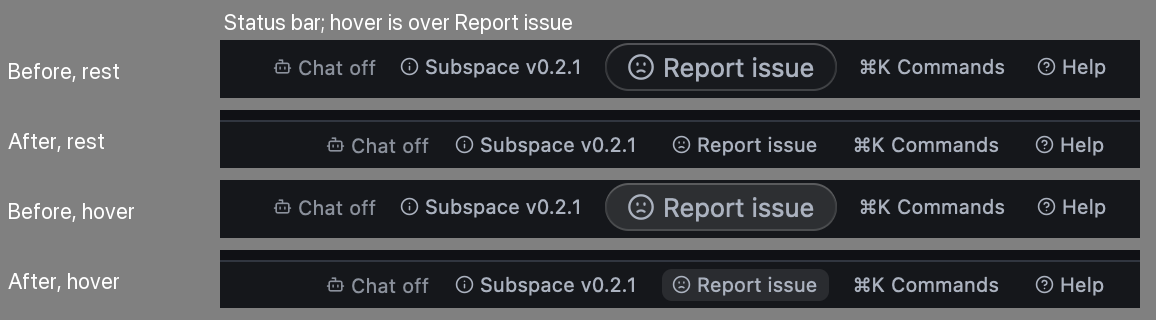 Status bar; hover is over Report issue
Before, rest
Chat off Subspace v0.2.1 Report issue ⌘K Commands Help
After, rest
Chat off Subspace v0.2.1 Report issue ⌘K Commands Help
Before, hover
Chat off Subspace v0.2.1 Report issue ⌘K Commands Help
After, hover
Chat off Subspace v0.2.1 Report issue ⌘K Commands Help